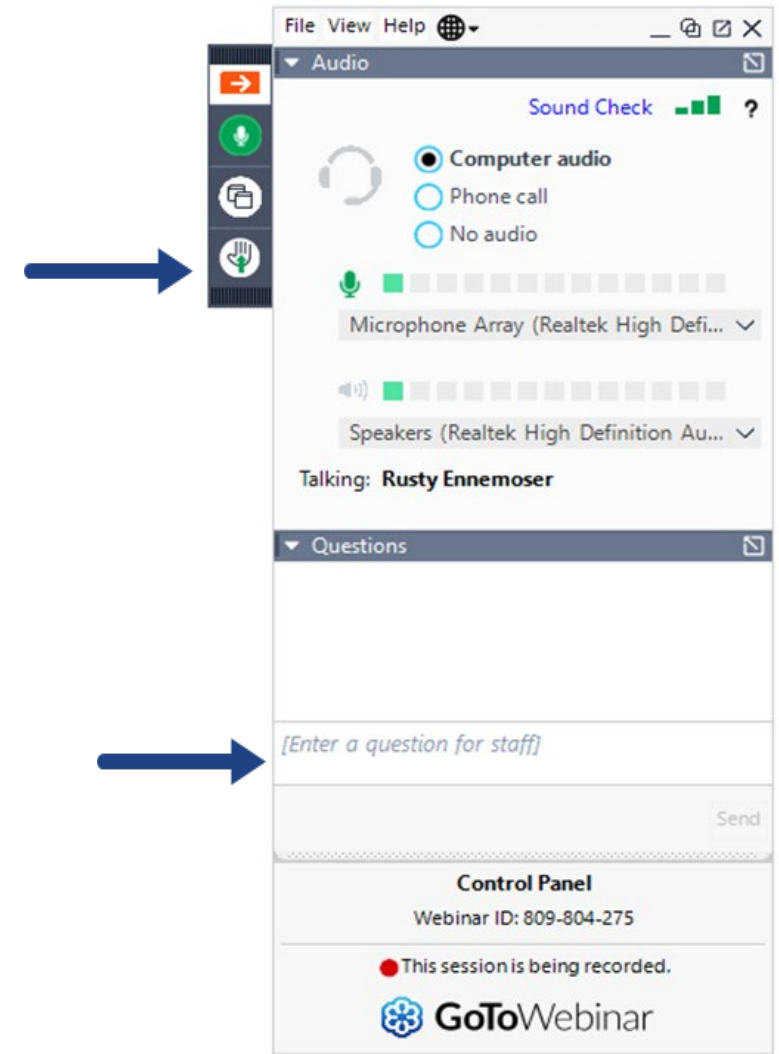 File View Help
Audio
Sound Check ?
Computer audio
Phone call
No audio
Microphone Array (Realtek High Defi...
Speakers (Realtek High Definition Au...
Talking: Rusty Ennemoser
Questions
[Enter a question for staff]
Send
Control Panel
Webinar ID: 809-804-275
This session is being recorded.
GoToWebinar